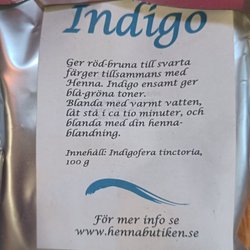 Indigo
Ger röd-bruna till svarta
färger tillsammans med
Henna. Indigo ensamt ger
blå-gröna toner.
Blanda med varmt vatten,
låt stå i ca tio minuter, och
blanda med din henna-
blandning.
Innehåll: Indigofera tinctoria,
100 g
För mer info se
www.hennabutiken.se